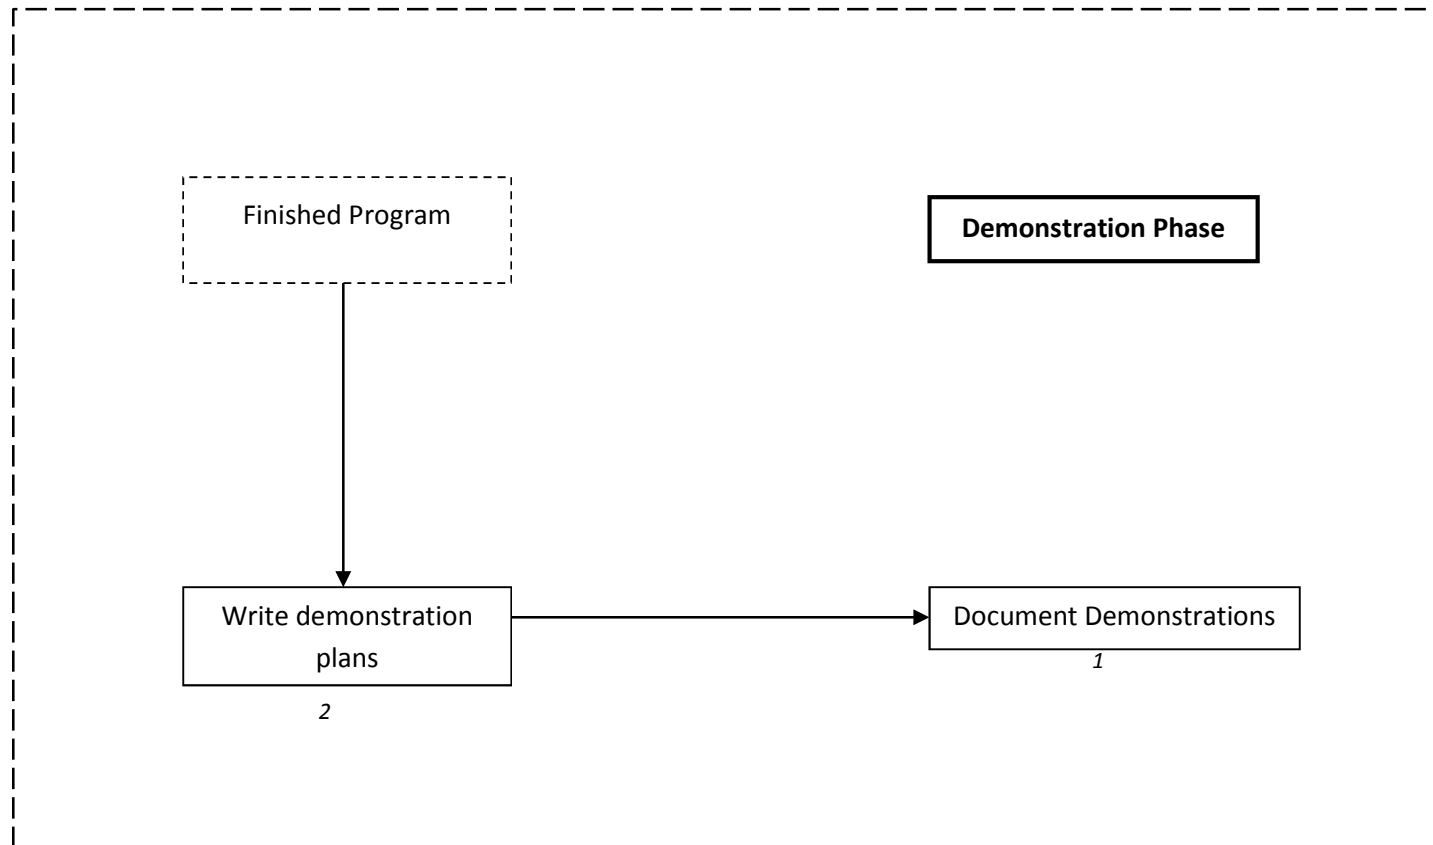 Finished Program
Demonstration Phase
Write demonstration
plans
2
Document Demonstrations
1